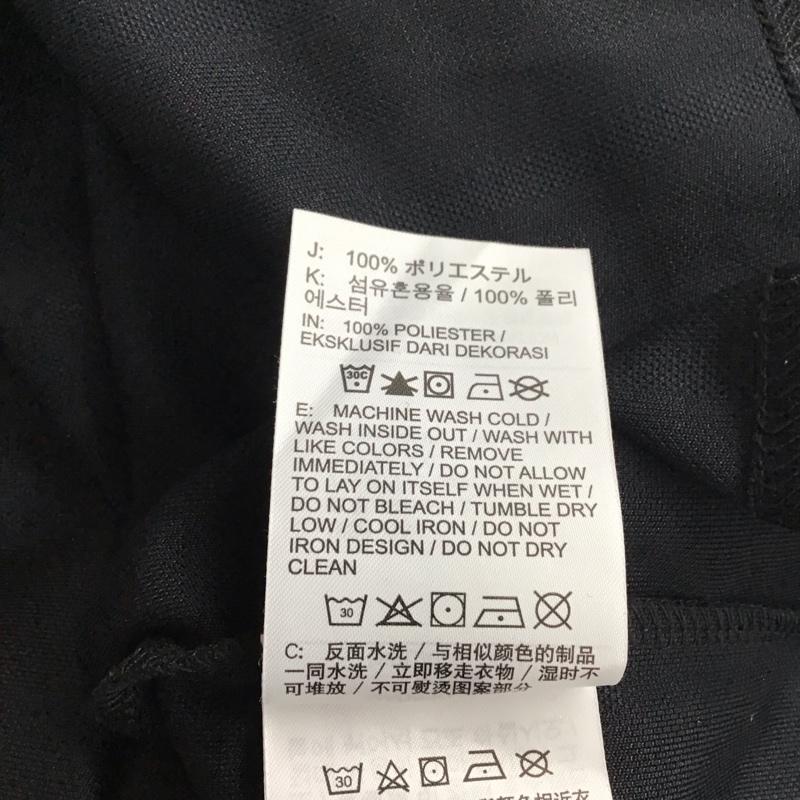 J: 100% ポリエステル
K: 섬유혼용율 / 100% 폴리
에스터
IN: 100% POLIESTER /
EKSKLUSIF DARI DEKORASI
30C
E: MACHINE WASH COLD /
WASH INSIDE OUT / WASH WITH
LIKE COLORS / REMOVE
IMMEDIATELY / DO NOT ALLOW
TO LAY ON ITSELF WHEN WET /
DO NOT BLEACH / TUMBLE DRY
LOW / COOL IRON / DO NOT
IRON DESIGN / DO NOT DRY
CLEAN
30
C: 反面水洗 / 与相似颜色的制品
一同水洗 / 立即移走衣物 / 湿时不
可堆放 / 不可熨烫图案部分
30